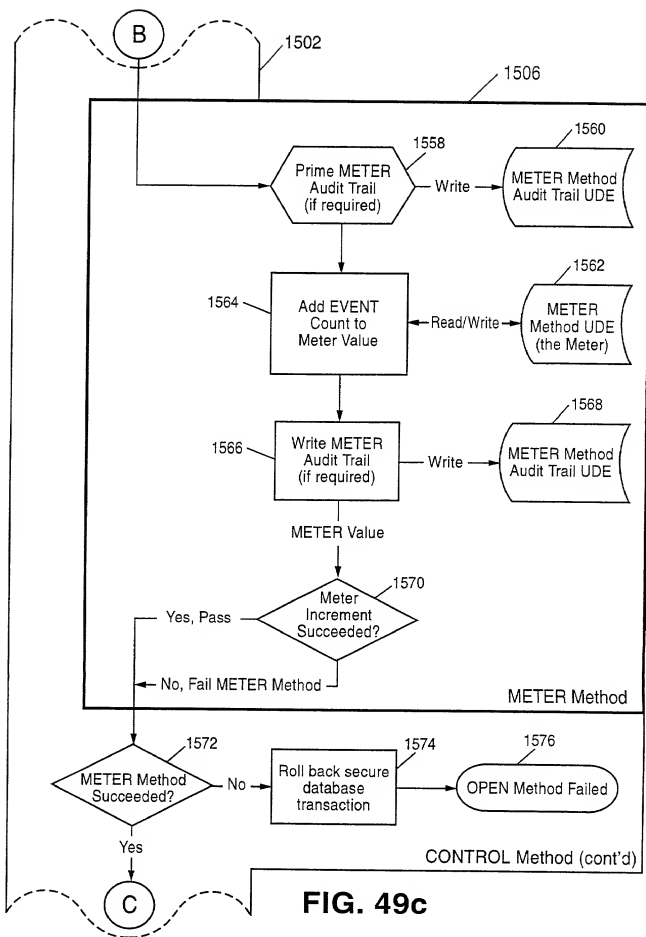 B
1502
1506
1558
Prime METER
Audit Trail
(if required)
Write
1560
METER Method
Audit Trail UDE
1564
Add EVENT
Count to
Meter Value
Read/Write
1562
METER
Method UDE
(the Meter)
1566
Write METER
Audit Trail
(if required)
Write
1568
METER Method
Audit Trail UDE
METER Value
1570
Meter
Increment
Succeeded?
Yes, Pass
No, Fail METER Method
METER Method
1572
METER Method
Succeeded?
No
1574
Roll back secure
database
transaction
1576
OPEN Method Failed
Yes
CONTROL Method (cont'd)
C
FIG. 49c